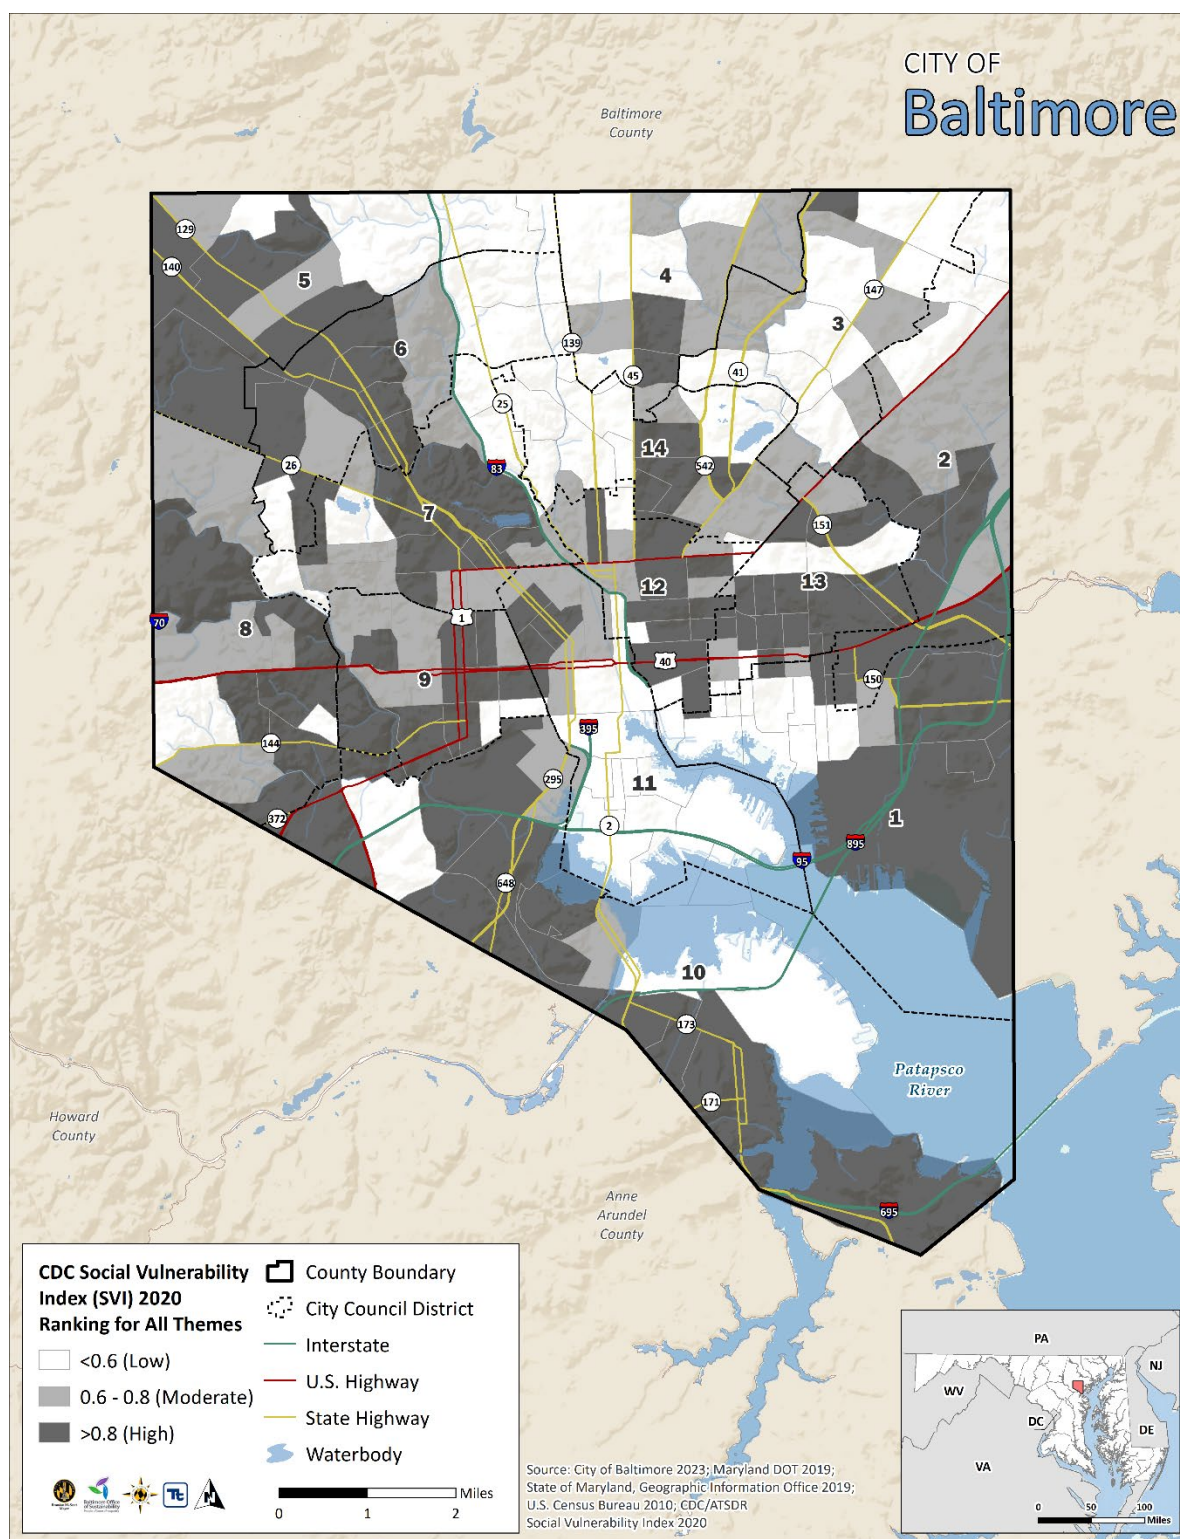 CITY OF
Baltimore
Baltimore
County
129
140
5
4
147
6
139
3
45
41
25
14
2
26
83
542
7
151
12
13
70
8
1
9
40
150
395
144
295
11
2
372
1
895
95
648
10
173
Patapsco
River
171
Howard
County
Anne
Arundel
County
695
CDC Social Vulnerability
Index (SVI) 2020
Ranking for All Themes
<0.6 (Low)
0.6 - 0.8 (Moderate)
>0.8 (High)
County Boundary
City Council District
Interstate
U.S. Highway
State Highway
Waterbody
Tt
N
0 1 2 Miles
Source: City of Baltimore 2023; Maryland DOT 2019;
State of Maryland, Geographic Information Office 2019;
U.S. Census Bureau 2010; CDC/ATSDR
Social Vulnerability Index 2020
PA
NJ
WV
DC
DE
VA
0 50 100
Miles